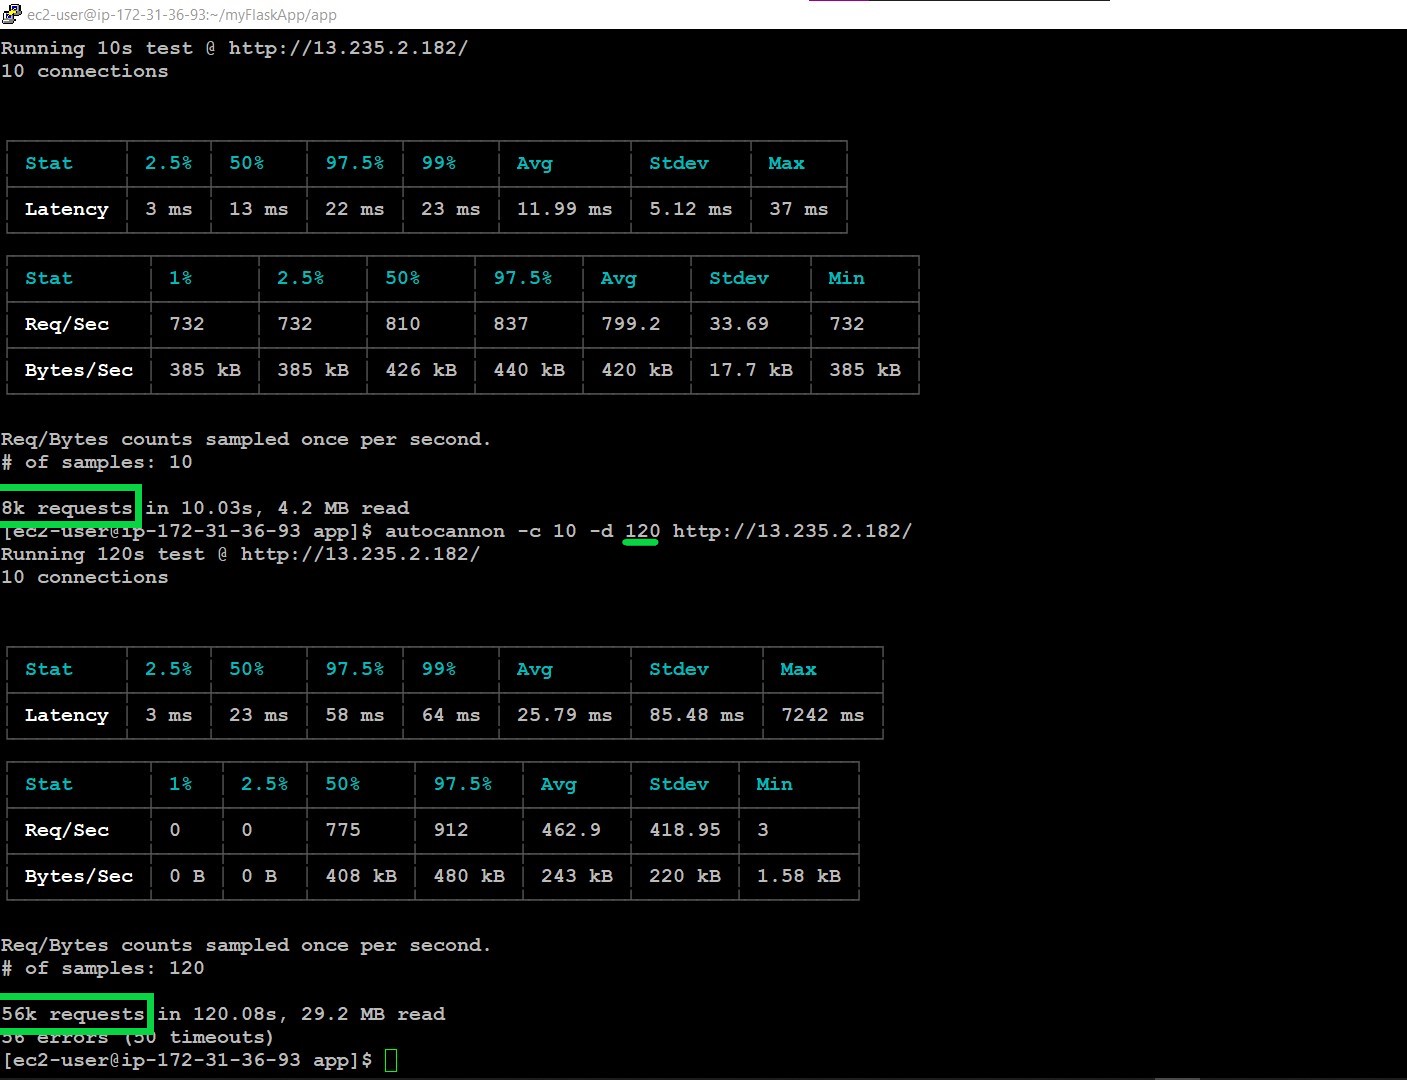 ec2-user@ip-172-31-36-93:~/myFlaskApp/app
Running 10s test @ http://13.235.2.182/
10 connections
Stat 2.5% 50% 97.5% 99% Avg Stdev Max
Latency 3 ms 13 ms 22 ms 23 ms 11.99 ms 5.12 ms 37 ms
Stat 1% 2.5% 50% 97.5% Avg Stdev Min
Req/Sec 732 732 810 837 799.2 33.69 732
Bytes/Sec 385 kB 385 kB 426 kB 440 kB 420 kB 17.7 kB 385 kB
Req/Bytes counts sampled once per second.
# of samples: 10
8k requests in 10.03s, 4.2 MB read
[ec2-user@ip-172-31-36-93 app]$ autocannon -c 10 -d 120 http://13.235.2.182/
Running 120s test @ http://13.235.2.182/
10 connections
Stat 2.5% 50% 97.5% 99% Avg Stdev Max
Latency 3 ms 23 ms 58 ms 64 ms 25.79 ms 85.48 ms 7242 ms
Stat 1% 2.5% 50% 97.5% Avg Stdev Min
Req/Sec 0 0 775 912 462.9 418.95 3
Bytes/Sec 0 B 0 B 408 kB 480 kB 243 kB 220 kB 1.58 kB
Req/Bytes counts sampled once per second.
# of samples: 120
56k requests in 120.08s, 29.2 MB read
56 errors (50 timeouts)
[ec2-user@ip-172-31-36-93 app]$